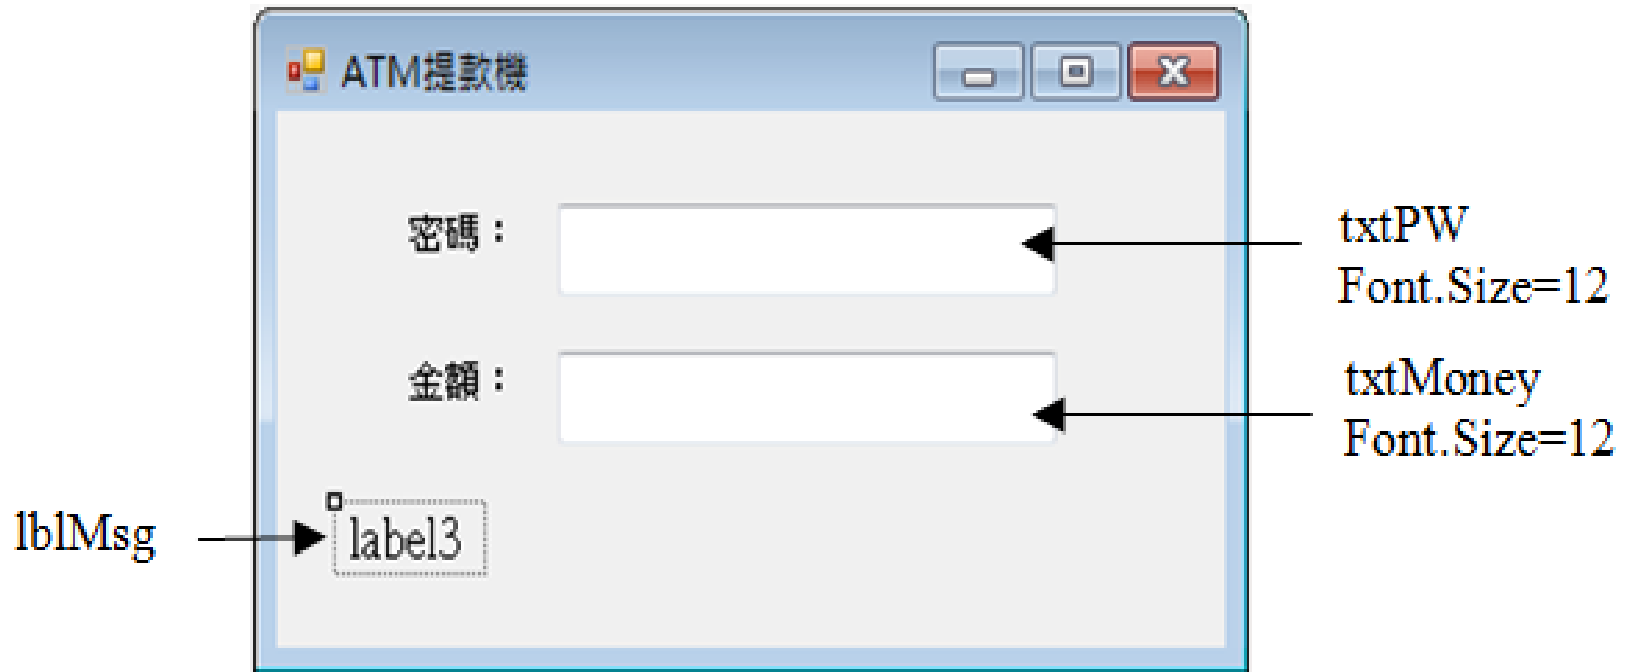 ATM提款機
密碼：
txtPW
Font.Size=12
金額：
txtMoney
Font.Size=12
lblMsg
label3